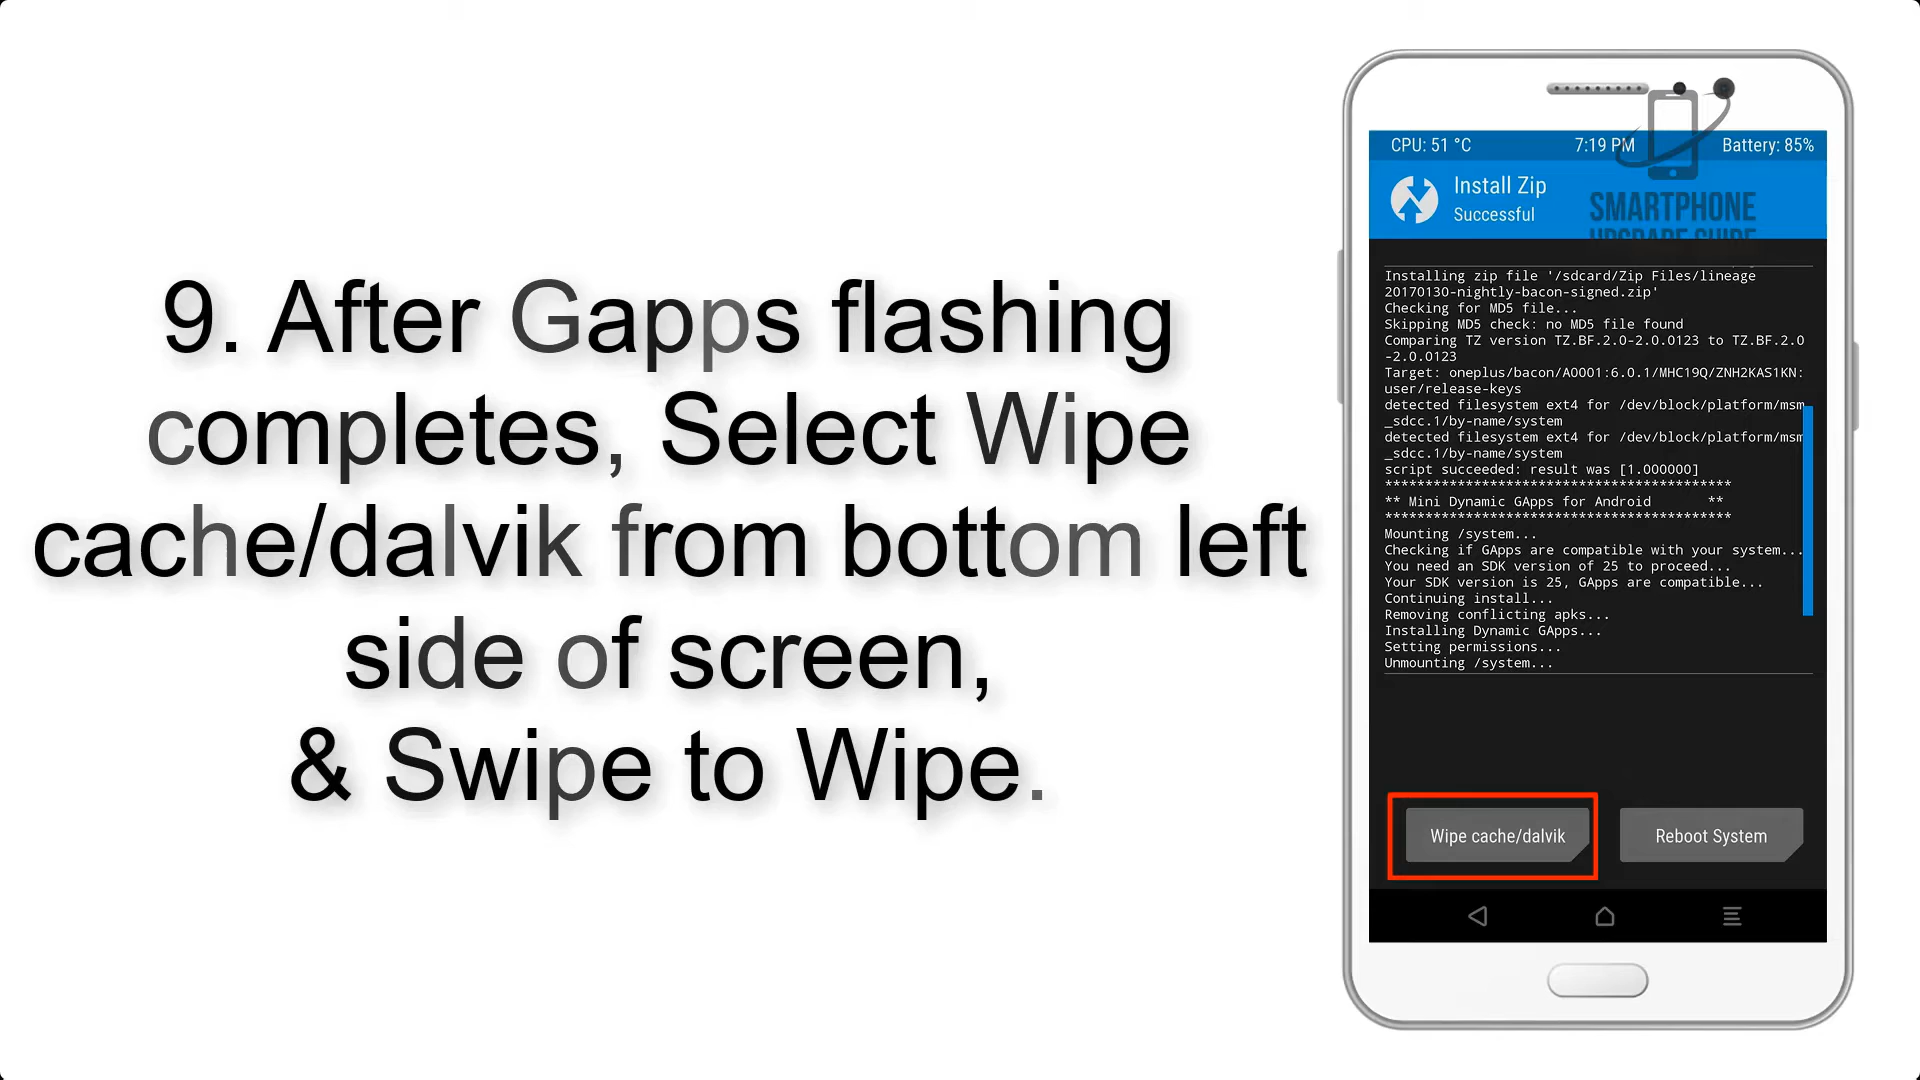 9. After Gapps flashing
completes, Select Wipe
cache/dalvik from bottom left
side of screen,
& Swipe to Wipe.
CPU: 51 °C 7:19 PM Battery: 85%
Install Zip
Successful
SMARTPHONE
UPGRADE GUIDE
Installing zip file '/sdcard/Zip Files/lineage
20170130-nightly-bacon-signed.zip'
Checking for MD5 file...
Skipping MD5 check: no MD5 file found
Comparing TZ version TZ.BF.2.0-2.0.0123 to TZ.BF.2.0
-2.0.0123
Target: oneplus/bacon/A0001:6.0.1/MHC19Q/ZNH2KAS1KN:
user/release-keys
detected filesystem ext4 for /dev/block/platform/msm
_sdcc.1/by-name/system
detected filesystem ext4 for /dev/block/platform/msm
_sdcc.1/by-name/system
script succeeded: result was [1.000000]
*******************************************
** Mini Dynamic GApps for Android **
*******************************************
Mounting /system...
Checking if GApps are compatible with your system...
You need an SDK version of 25 to proceed...
Your SDK version is 25, GApps are compatible...
Continuing install...
Removing conflicting apks...
Installing Dynamic GApps...
Setting permissions...
Unmounting /system...
Wipe cache/dalvik Reboot System